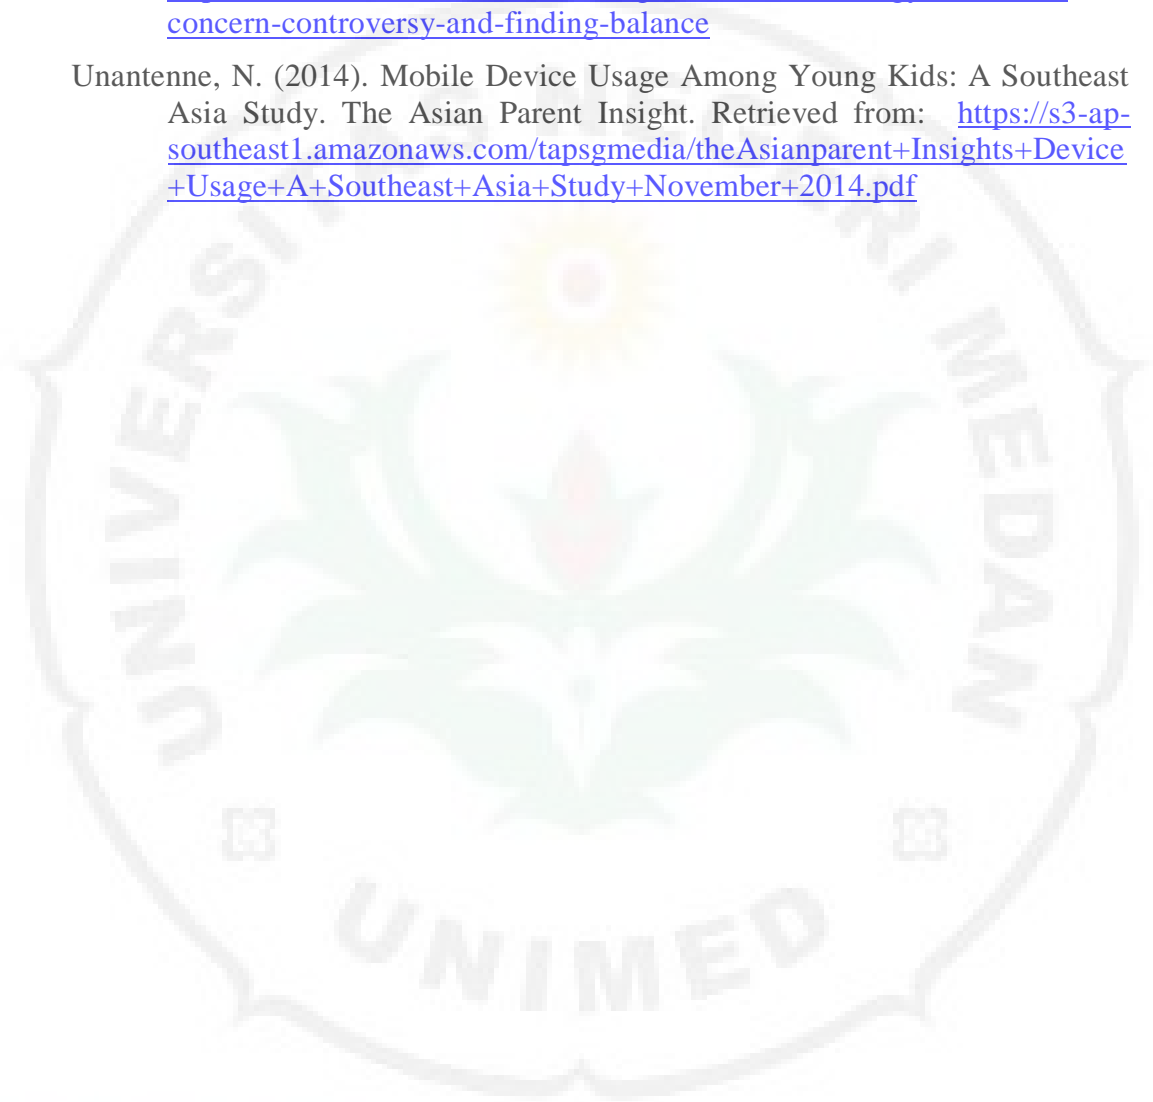 concern-controversy-and-finding-balance
Unantenne, N. (2014). Mobile Device Usage Among Young Kids: A Southeast
Asia Study. The Asian Parent Insight. Retrieved from: https://s3-ap-
southeast1.amazonaws.com/tapsgmedia/theAsianparent+Insights+Device
+Usage+A+Southeast+Asia+Study+November+2014.pdf
UNIVERSITAS NEGERI MEDAN
UNIMED